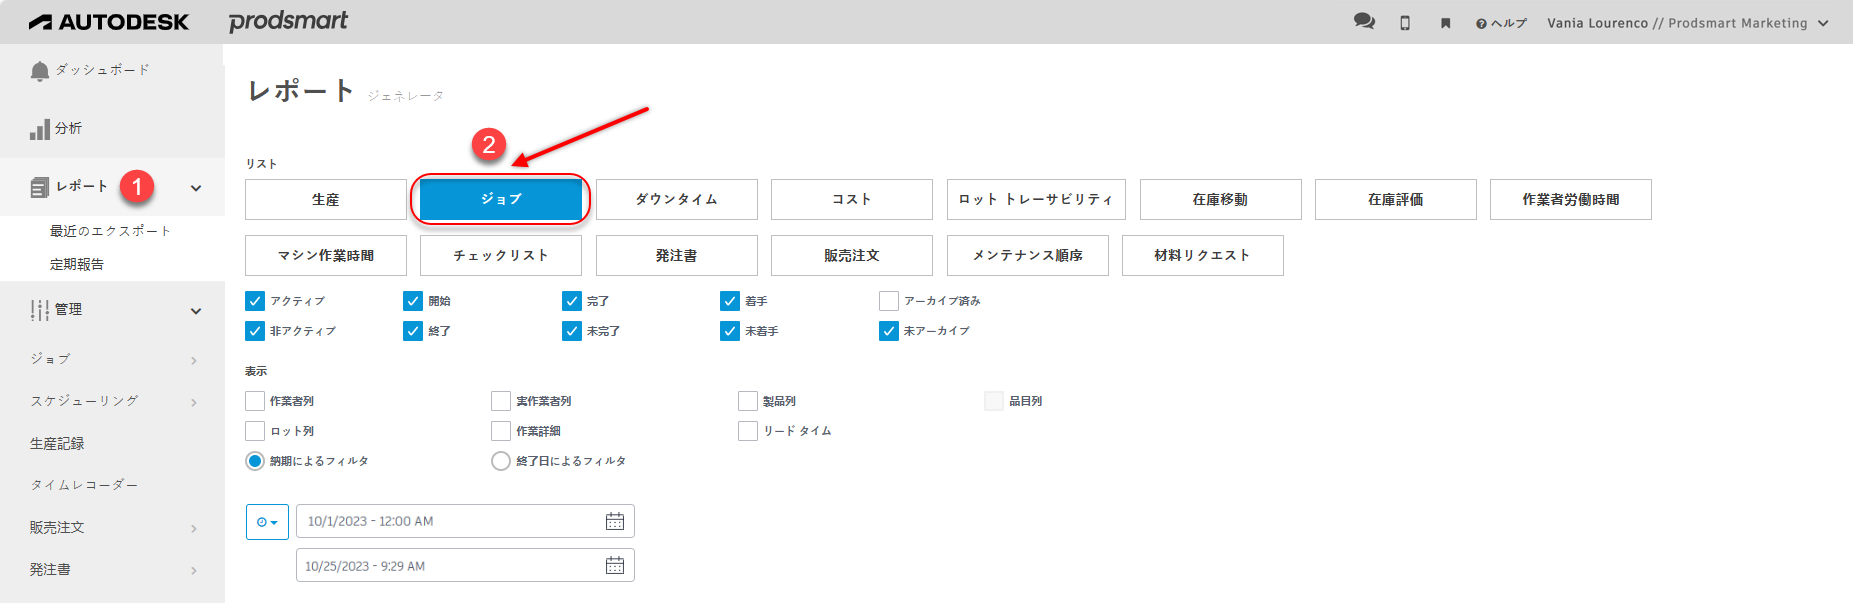 AUTODESK prodsmart ヘルプ Vania Lourenco // Prodsmart Marketing
ダッシュボード
分析
レポート 1
最近のエクスポート
定期報告
管理
ジョブ
スケジューリング
生産記録
タイムレコーダー
販売注文
発注書
レポート ジェネレータ
2
リスト
生産 ジョブ ダウンタイム コスト ロット トレーサビリティ 在庫移動 在庫評価 作業者労働時間
マシン作業時間 チェックリスト 発注書 販売注文 メンテナンス順序 材料リクエスト
アクティブ 開始 完了 着手 アーカイブ済み
非アクティブ 終了 未完了 未着手 未アーカイブ
表示
作業者列 実作業者列 製品列 品目列
ロット列 作業詳細 リード タイム
納期によるフィルタ 終了日によるフィルタ
10/1/2023 - 12:00 AM
10/25/2023 - 9:29 AM